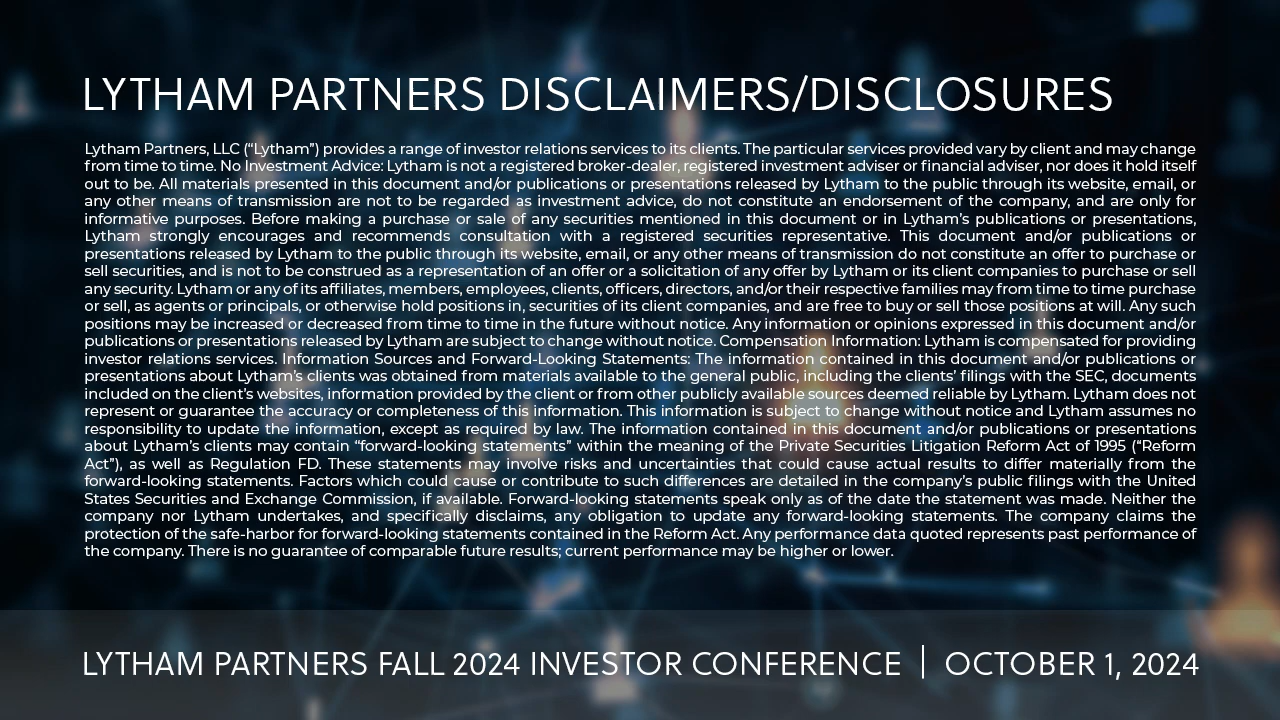 LYTHAM PARTNERS DISCLAIMERS/DISCLOSURES
Lytham Partners, LLC (“Lytham”) provides a range of investor relations services to its clients. The particular services provided vary by client and may change
from time to time. No Investment Advice: Lytham is not a registered broker-dealer, registered investment adviser or financial adviser, nor does it hold itself
out to be. All materials presented in this document and/or publications or presentations released by Lytham to the public through its website, email, or
any other means of transmission are not to be regarded as investment advice, do not constitute an endorsement of the company, and are only for
informative purposes. Before making a purchase or sale of any securities mentioned in this document or in Lytham’s publications or presentations,
Lytham strongly encourages and recommends consultation with a registered securities representative. This document and/or publications or
presentations released by Lytham to the public through its website, email, or any other means of transmission do not constitute an offer to purchase or
sell securities, and is not to be construed as a representation of an offer or a solicitation of any offer by Lytham or its client companies to purchase or sell
any security. Lytham or any of its affiliates, members, employees, clients, officers, directors, and/or their respective families may from time to time purchase
or sell, as agents or principals, or otherwise hold positions in, securities of its client companies, and are free to buy or sell those positions at will. Any such
positions may be increased or decreased from time to time in the future without notice. Any information or opinions expressed in this document and/or
publications or presentations released by Lytham are subject to change without notice. Compensation Information: Lytham is compensated for providing
investor relations services. Information Sources and Forward-Looking Statements: The information contained in this document and/or publications or
presentations about Lytham’s clients was obtained from materials available to the general public, including the clients’ filings with the SEC, documents
included on the client’s websites, information provided by the client or from other publicly available sources deemed reliable by Lytham. Lytham does not
represent or guarantee the accuracy or completeness of this information. This information is subject to change without notice and Lytham assumes no
responsibility to update the information, except as required by law. The information contained in this document and/or publications or presentations
about Lytham’s clients may contain “forward-looking statements” within the meaning of the Private Securities Litigation Reform Act of 1995 (“Reform
Act”), as well as Regulation FD. These statements may involve risks and uncertainties that could cause actual results to differ materially from the
forward-looking statements. Factors which could cause or contribute to such differences are detailed in the company’s public filings with the United
States Securities and Exchange Commission, if available. Forward-looking statements speak only as of the date the statement was made. Neither the
company nor Lytham undertakes, and specifically disclaims, any obligation to update any forward-looking statements. The company claims the
protection of the safe-harbor for forward-looking statements contained in the Reform Act. Any performance data quoted represents past performance of
the company. There is no guarantee of comparable future results; current performance may be higher or lower.
LYTHAM PARTNERS FALL 2024 INVESTOR CONFERENCE | OCTOBER 1, 2024